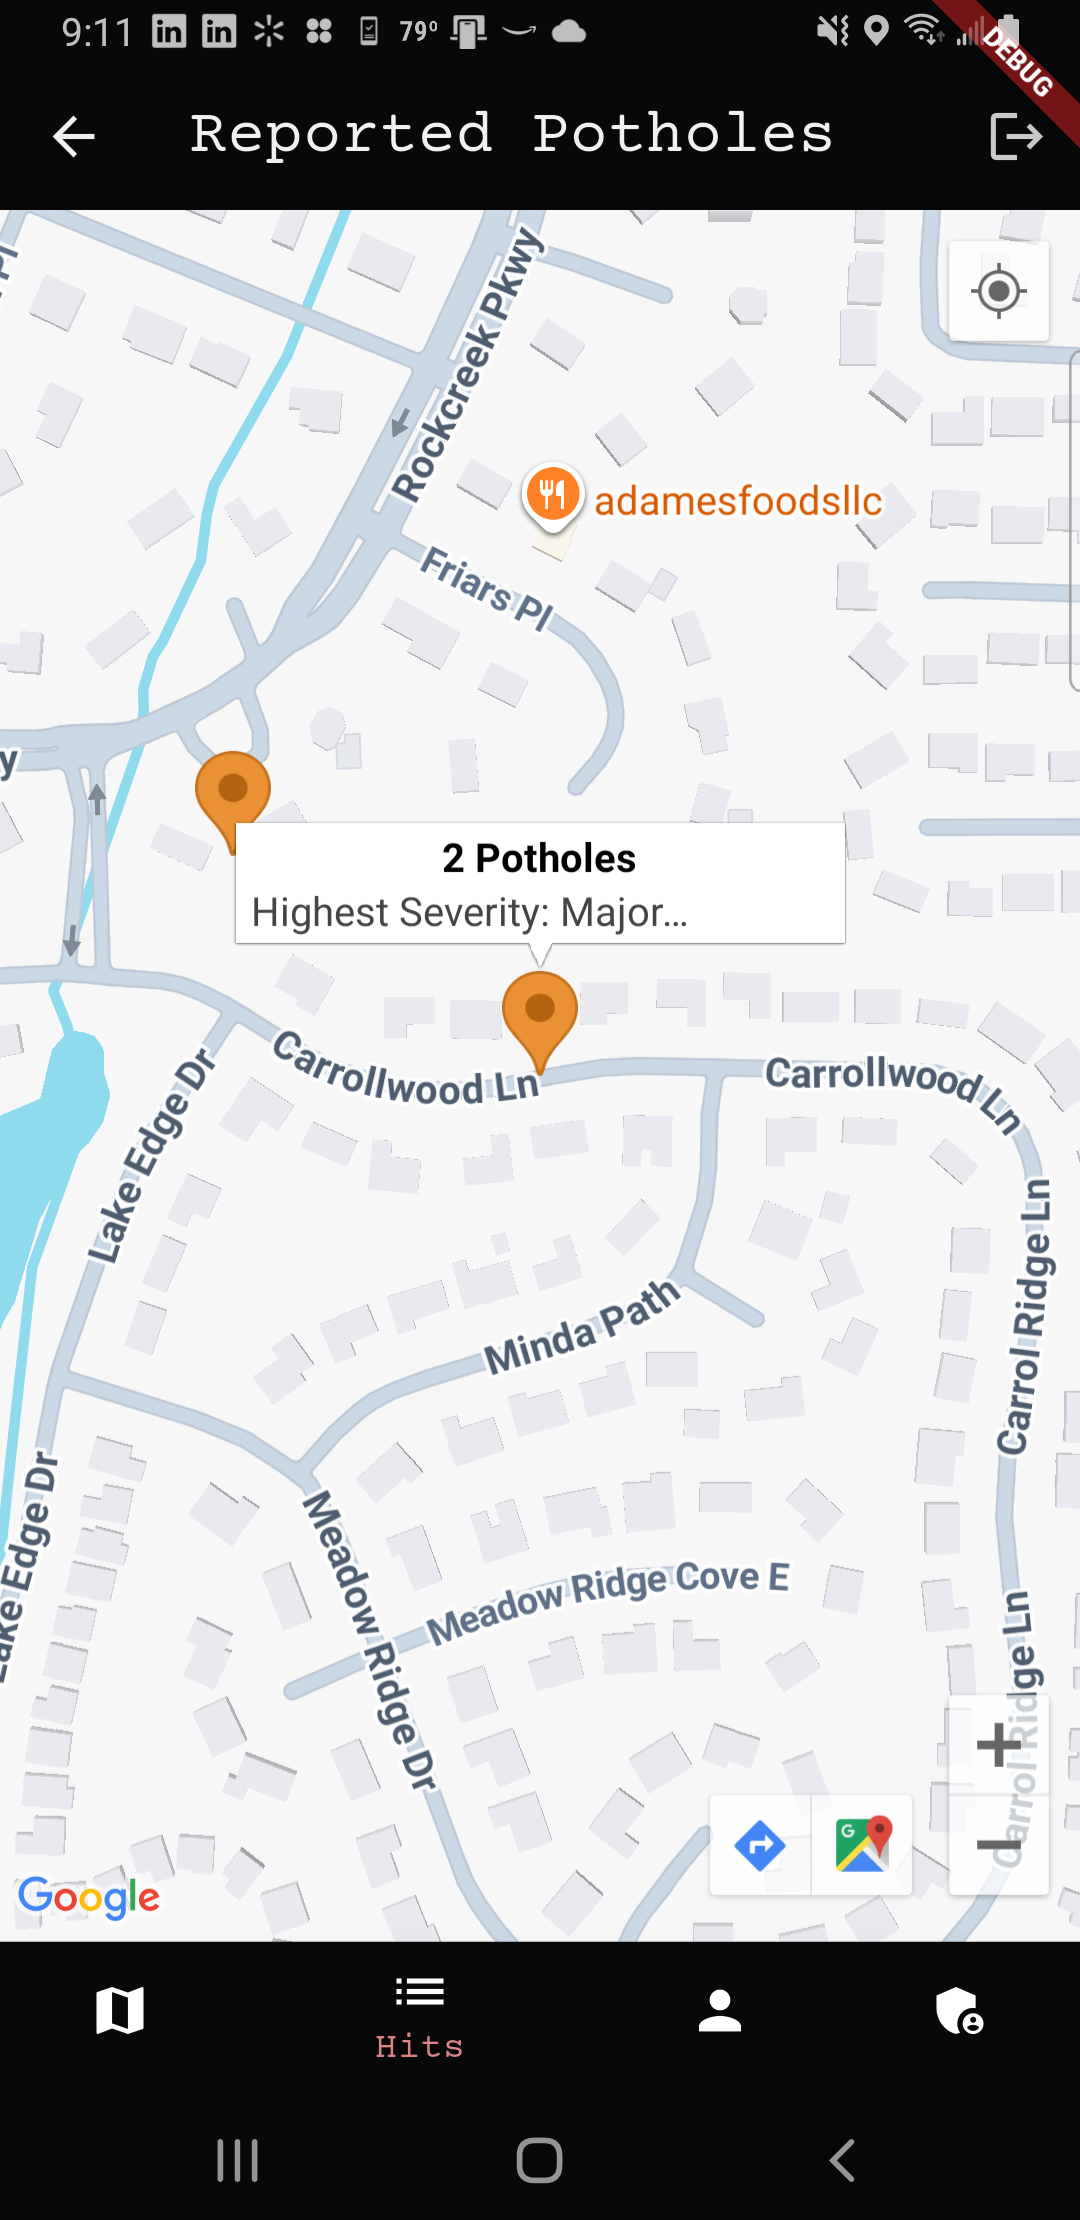 9:11
79°
DEBUG
Reported Potholes
Pl
Rockcreek Pkwy
adamesfoodsllc
Friars Pl
y
2 Potholes
Highest Severity: Major...
Carrollwood Ln
Carrollwood Ln
Lake Edge Dr
Carrol Ridge Ln
Minda Path
Lake Edge Dr
Meadow Ridge Dr
Meadow Ridge Cove E
Carrol Ridge Ln
Google
Hits